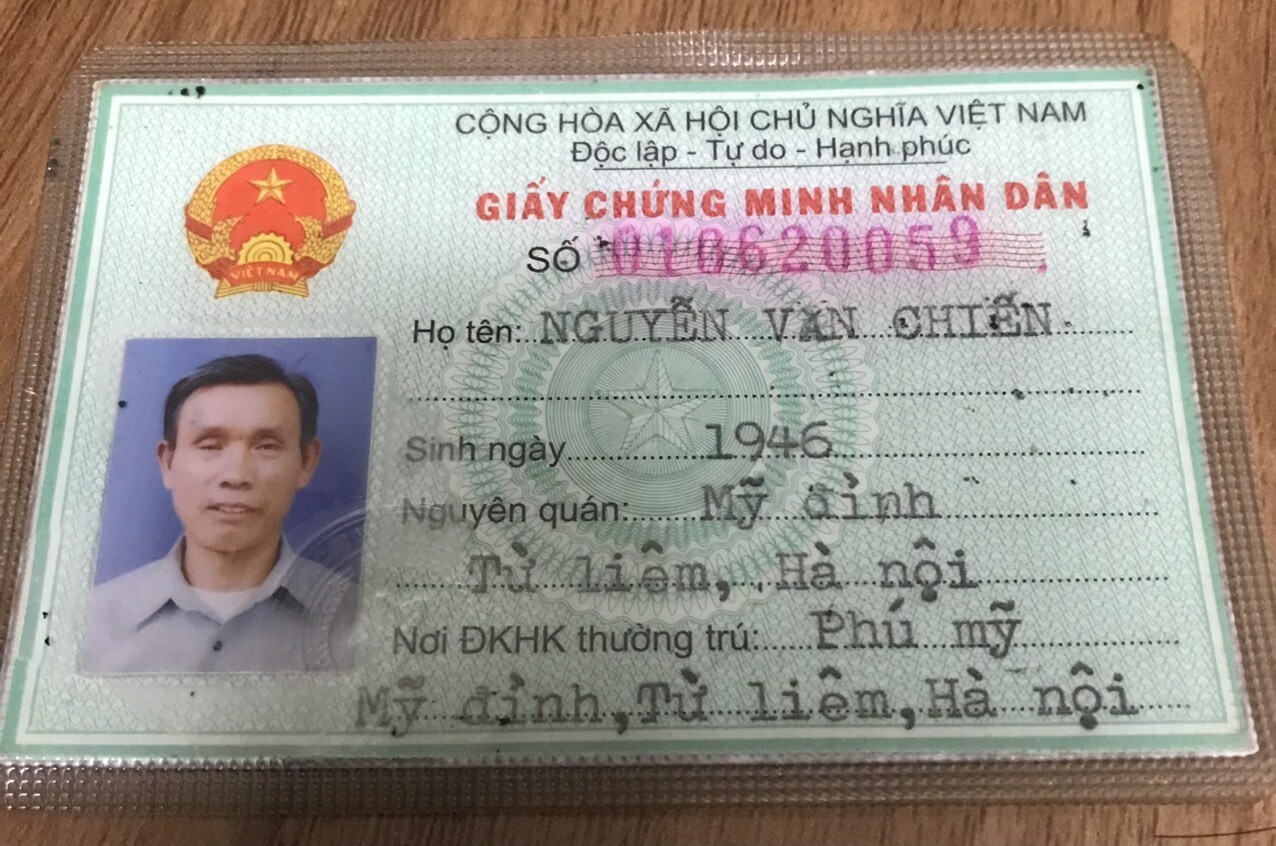 CỘNG HÒA XÃ HỘI CHỦ NGHĨA VIỆT NAM
Độc lập - Tự do - Hạnh phúc
GIẤY CHỨNG MINH NHÂN DÂN
SỐ 010620059
VIỆT NAM
Họ tên: NGUYỄN VĂN CHIẾN
Sinh ngày 1946
Nguyên quán: Mỹ đình
Từ liêm, Hà nội
Nơi ĐKHK thường trú: Phú mỹ
Mỹ đình, Từ liêm, Hà nội